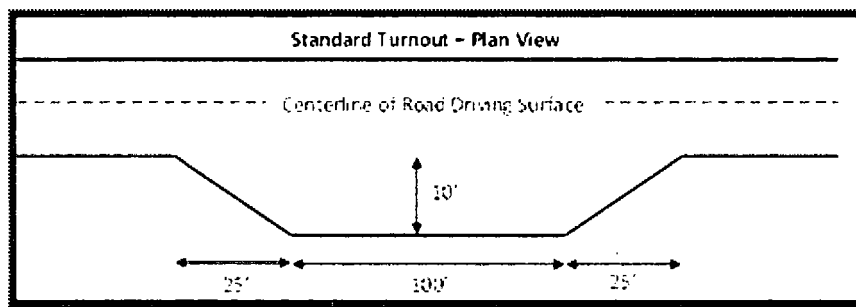 Standard Turnout – Plan View
Centerline of Road Driving Surface
10'
25'
100'
25'